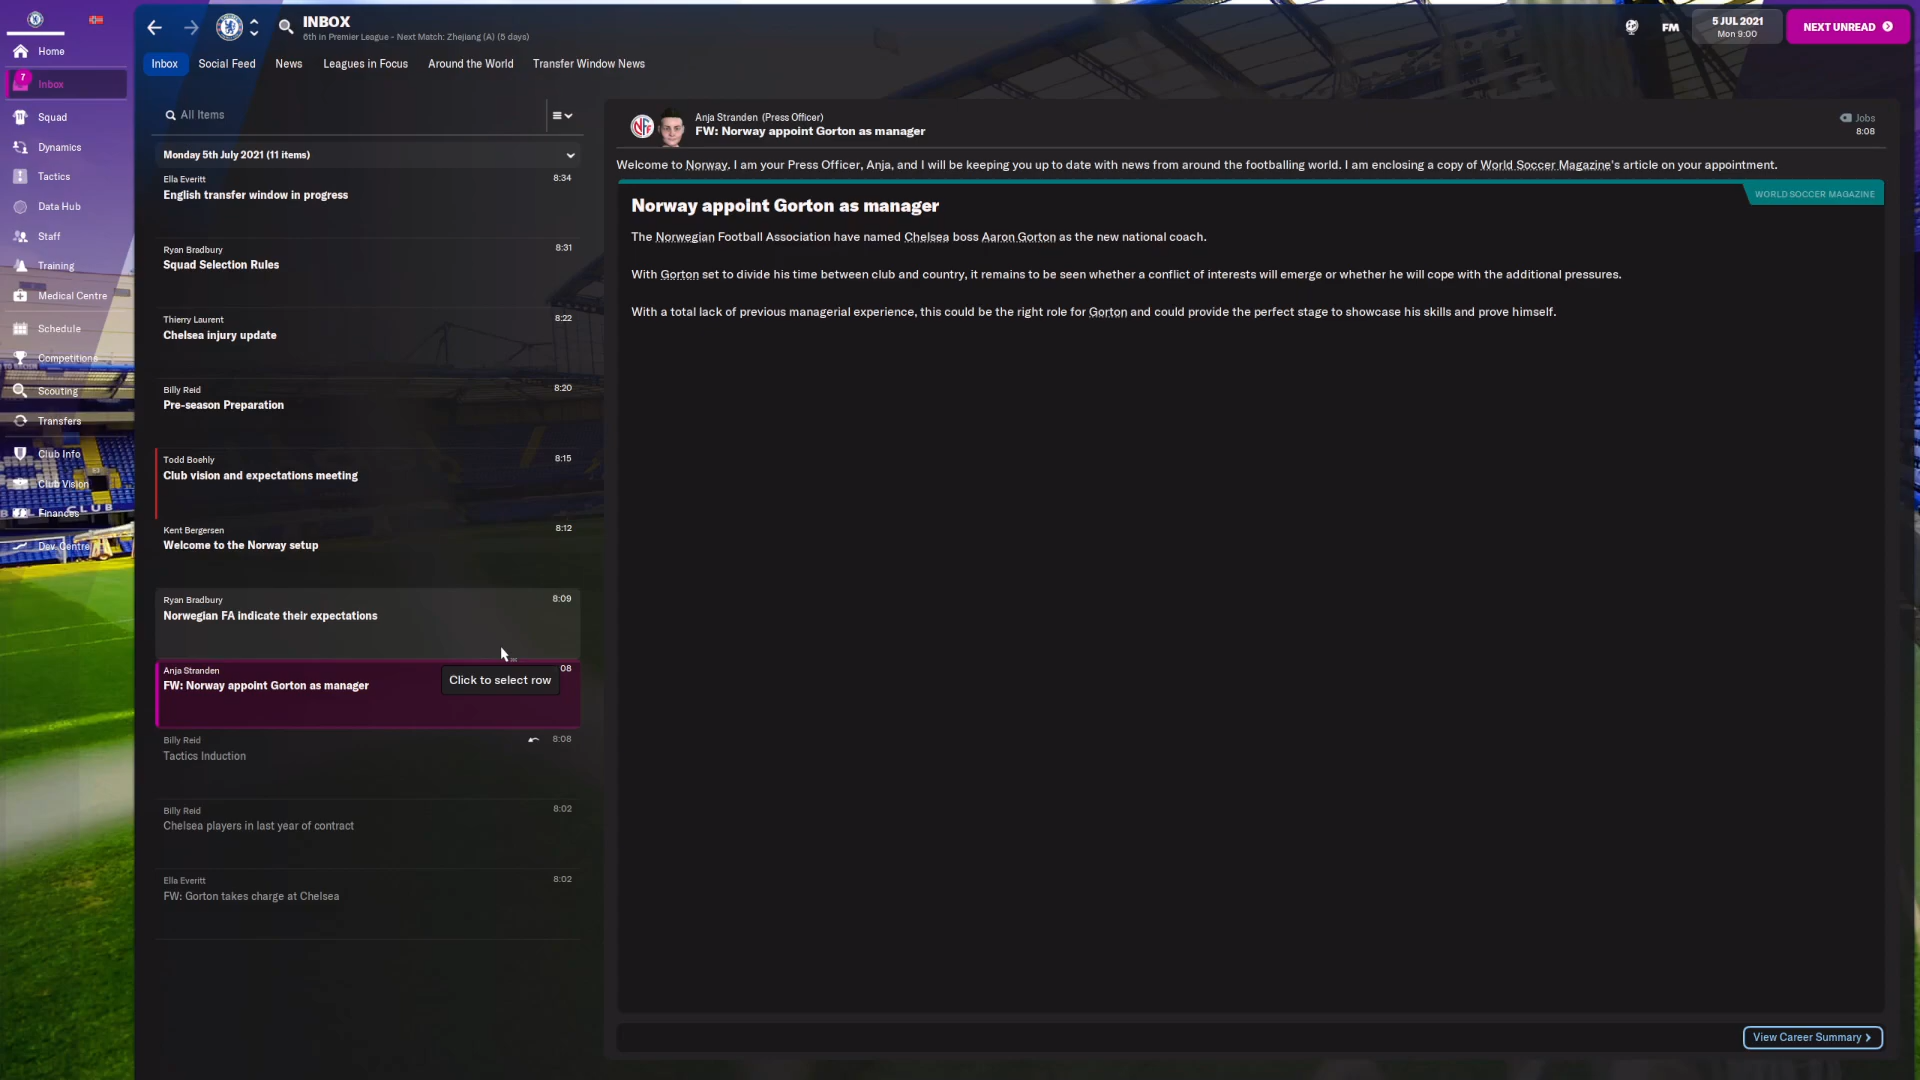 INBOX
6th in Premier League - Next Match: Zhejiang (A) (5 days)
FM
5 JUL 2021
Mon 9:00
NEXT UNREAD
Home
7
Inbox
Squad
Dynamics
Tactics
Data Hub
Staff
Training
Medical Centre
Schedule
Competitions
Scouting
Transfers
Club Info
Club Vision
Finances
Dev. Centre
Inbox
Social Feed
News
Leagues in Focus
Around the World
Transfer Window News
All Items
Monday 5th July 2021 (11 items)
Ella Everitt
8:34
English transfer window in progress
Ryan Bradbury
8:31
Squad Selection Rules
Thierry Laurent
8:22
Chelsea injury update
Billy Reid
8:20
Pre-season Preparation
Todd Boehly
8:15
Club vision and expectations meeting
Kent Bergersen
8:12
Welcome to the Norway setup
Ryan Bradbury
8:09
Norwegian FA indicate their expectations
Anja Stranden
08
FW: Norway appoint Gorton as manager
Click to select row
Billy Reid
8:08
Tactics Induction
Billy Reid
8:02
Chelsea players in last year of contract
Ella Everitt
8:02
FW: Gorton takes charge at Chelsea
Anja Stranden (Press Officer)
FW: Norway appoint Gorton as manager
Jobs
8:08
Welcome to Norway. I am your Press Officer, Anja, and I will be keeping you up to date with news from around the footballing world. I am enclosing a copy of World Soccer Magazine's article on your appointment.
WORLD SOCCER MAGAZINE
Norway appoint Gorton as manager
The Norwegian Football Association have named Chelsea boss Aaron Gorton as the new national coach.
With Gorton set to divide his time between club and country, it remains to be seen whether a conflict of interests will emerge or whether he will cope with the additional pressures.
With a total lack of previous managerial experience, this could be the right role for Gorton and could provide the perfect stage to showcase his skills and prove himself.
View Career Summary